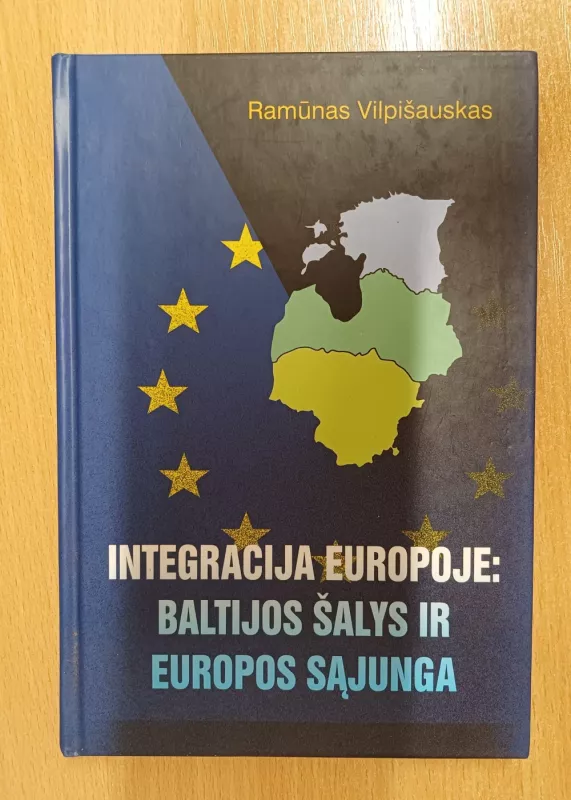 Ramūnas Vilpišauskas
INTEGRACIJA EUROPOJE:
BALTIJOS ŠALYS IR
EUROPOS SĄJUNGA